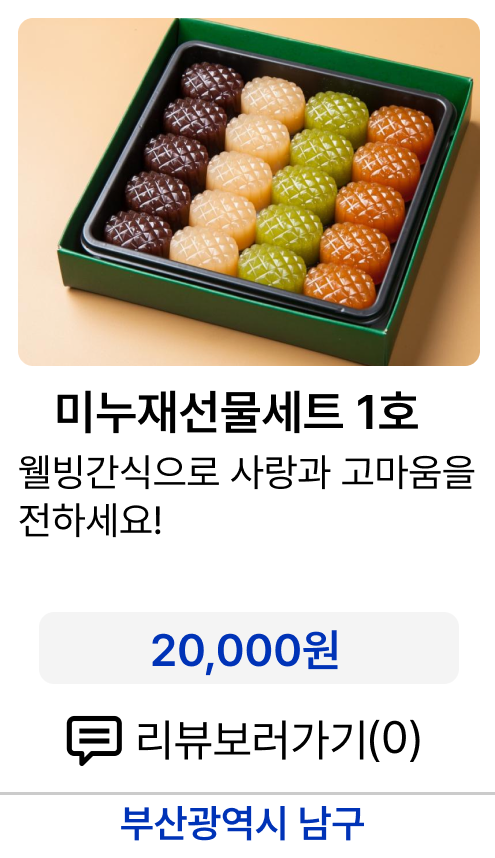 미누재선물세트 1호
웰빙간식으로 사랑과 고마움을
전하세요!
20,000원
리뷰보러가기(0)
부산광역시 남구